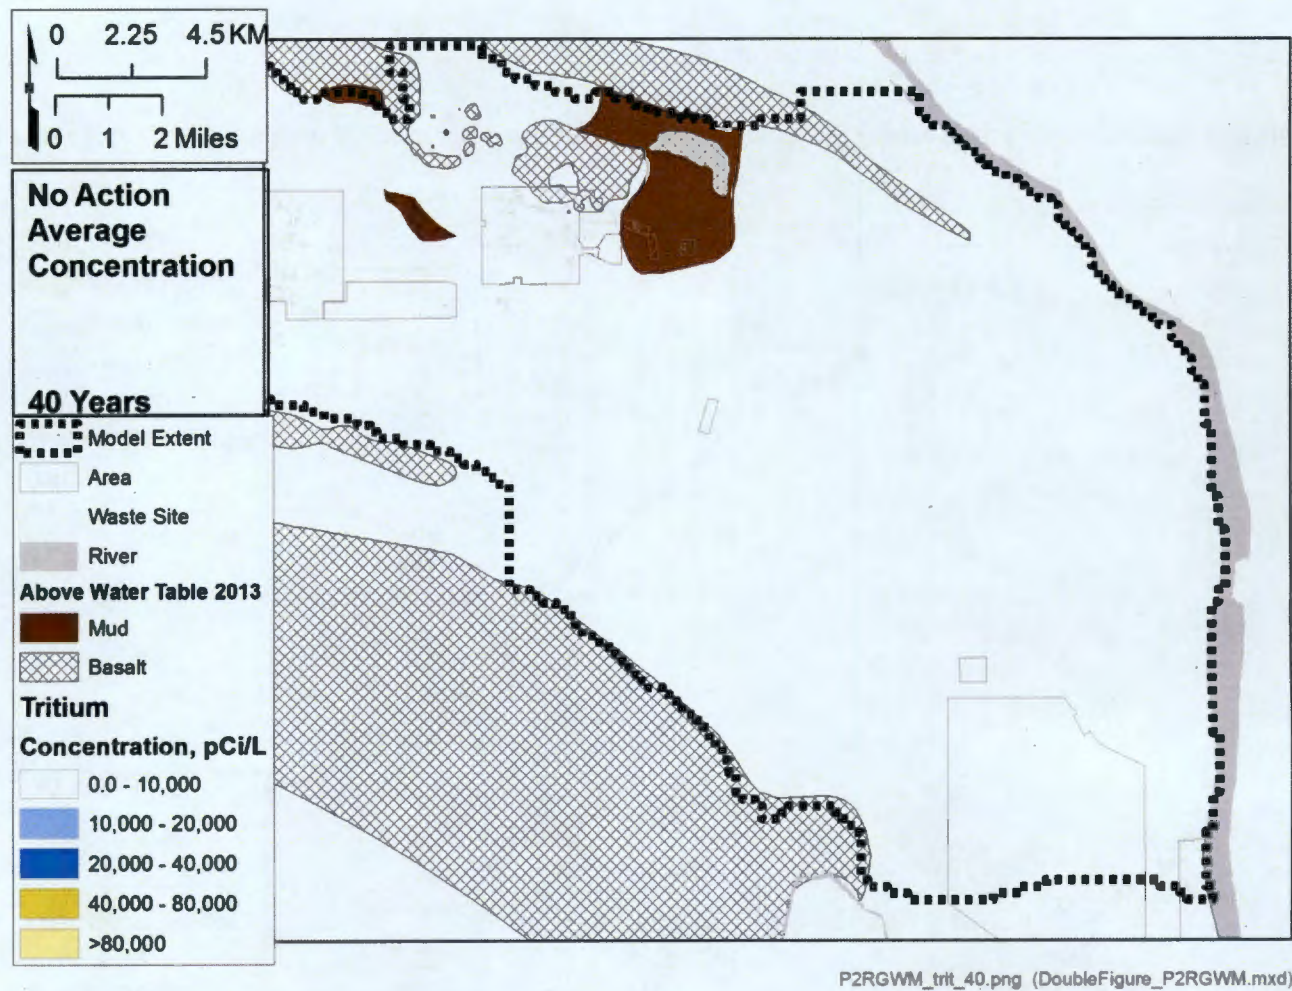 0 2.25 4.5 KM
0 1 2 Miles
No Action
Average
Concentration
40 Years
Model Extent
Area
Waste Site
River
Above Water Table 2013
Mud
Basalt
Tritium
Concentration, pCi/L
0.0 - 10,000
10,000 - 20,000
20,000 - 40,000
40,000 - 80,000
>80,000
P2RGWM_trit_40.png (DoubleFigure_P2RGWM.mxd)